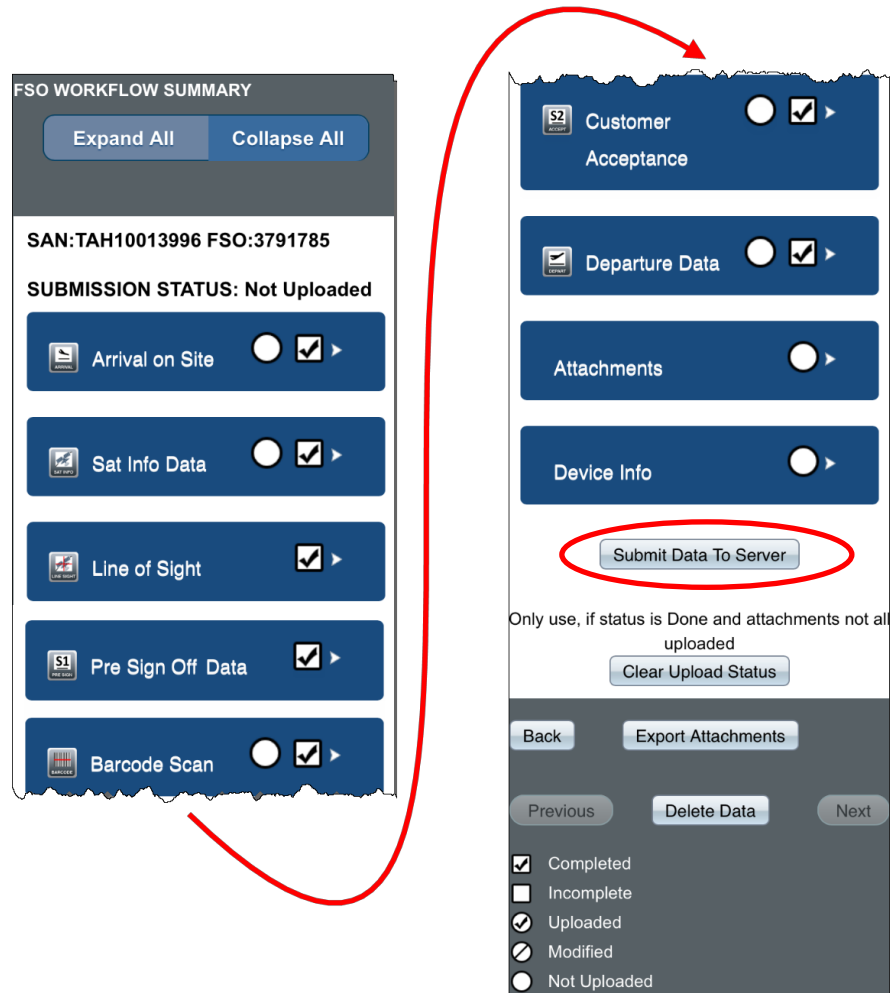 FSO WORKFLOW SUMMARY
Expand All
Collapse All
SAN:TAH10013996 FSO:3791785
SUBMISSION STATUS: Not Uploaded
ARRIVAL
Arrival on Site
SAT INFO
Sat Info Data
LINE SIGHT
Line of Sight
S1
PRE SIGN
Pre Sign Off Data
BARCODE
Barcode Scan
S2
ACCEPT
Customer
Acceptance
DEPART
Departure Data
Attachments
Device Info
Submit Data To Server
Only use, if status is Done and attachments not all
uploaded
Clear Upload Status
Back
Export Attachments
Previous
Delete Data
Next
Completed
Incomplete
Uploaded
Modified
Not Uploaded